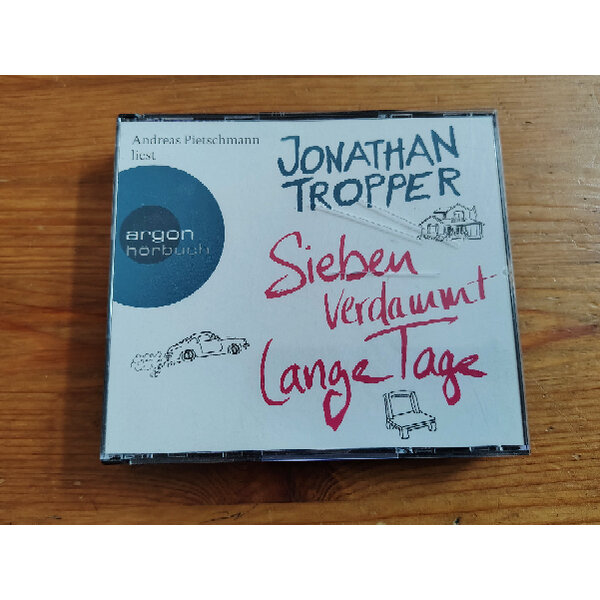 Andreas Pietschmann
liest
JONATHAN
TROPPER
argon
hörbuch
Sieben
verdammt
Lange Tage